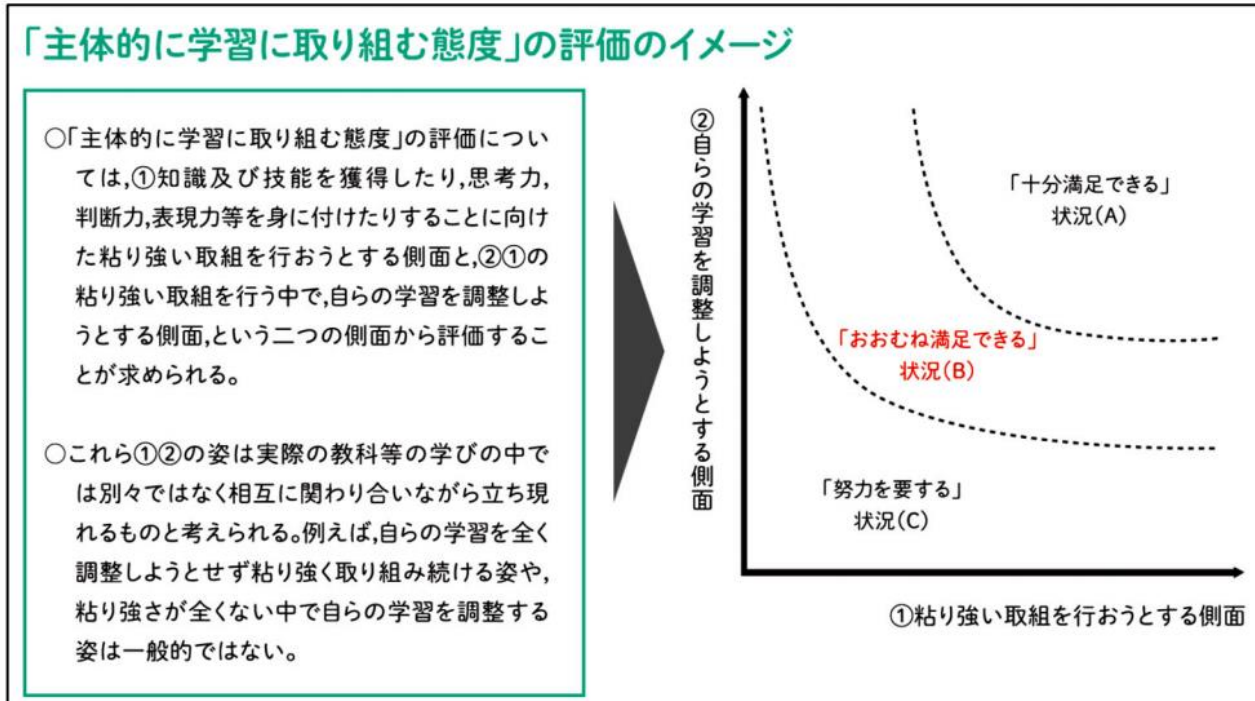 「主体的に学習に取り組む態度」の評価のイメージ
○「主体的に学習に取り組む態度」の評価につい
ては,①知識及び技能を獲得したり,思考力,
判断力,表現力等を身に付けたりすることに向け
た粘り強い取組を行おうとする側面と,②①の
粘り強い取組を行う中で,自らの学習を調整しよ
うとする側面,という二つの側面から評価するこ
とが求められる。
○これら①②の姿は実際の教科等の学びの中で
は別々ではなく相互に関わり合いながら立ち現
れるものと考えられる。例えば,自らの学習を全く
調整しようとせず粘り強く取り組み続ける姿や,
粘り強さが全くない中で自らの学習を調整する
姿は一般的ではない。
②自らの学習を調整しようとする側面
「十分満足できる」
状況(A)
「おおむね満足できる」
状況(B)
「努力を要する」
状況(C)
①粘り強い取組を行おうとする側面